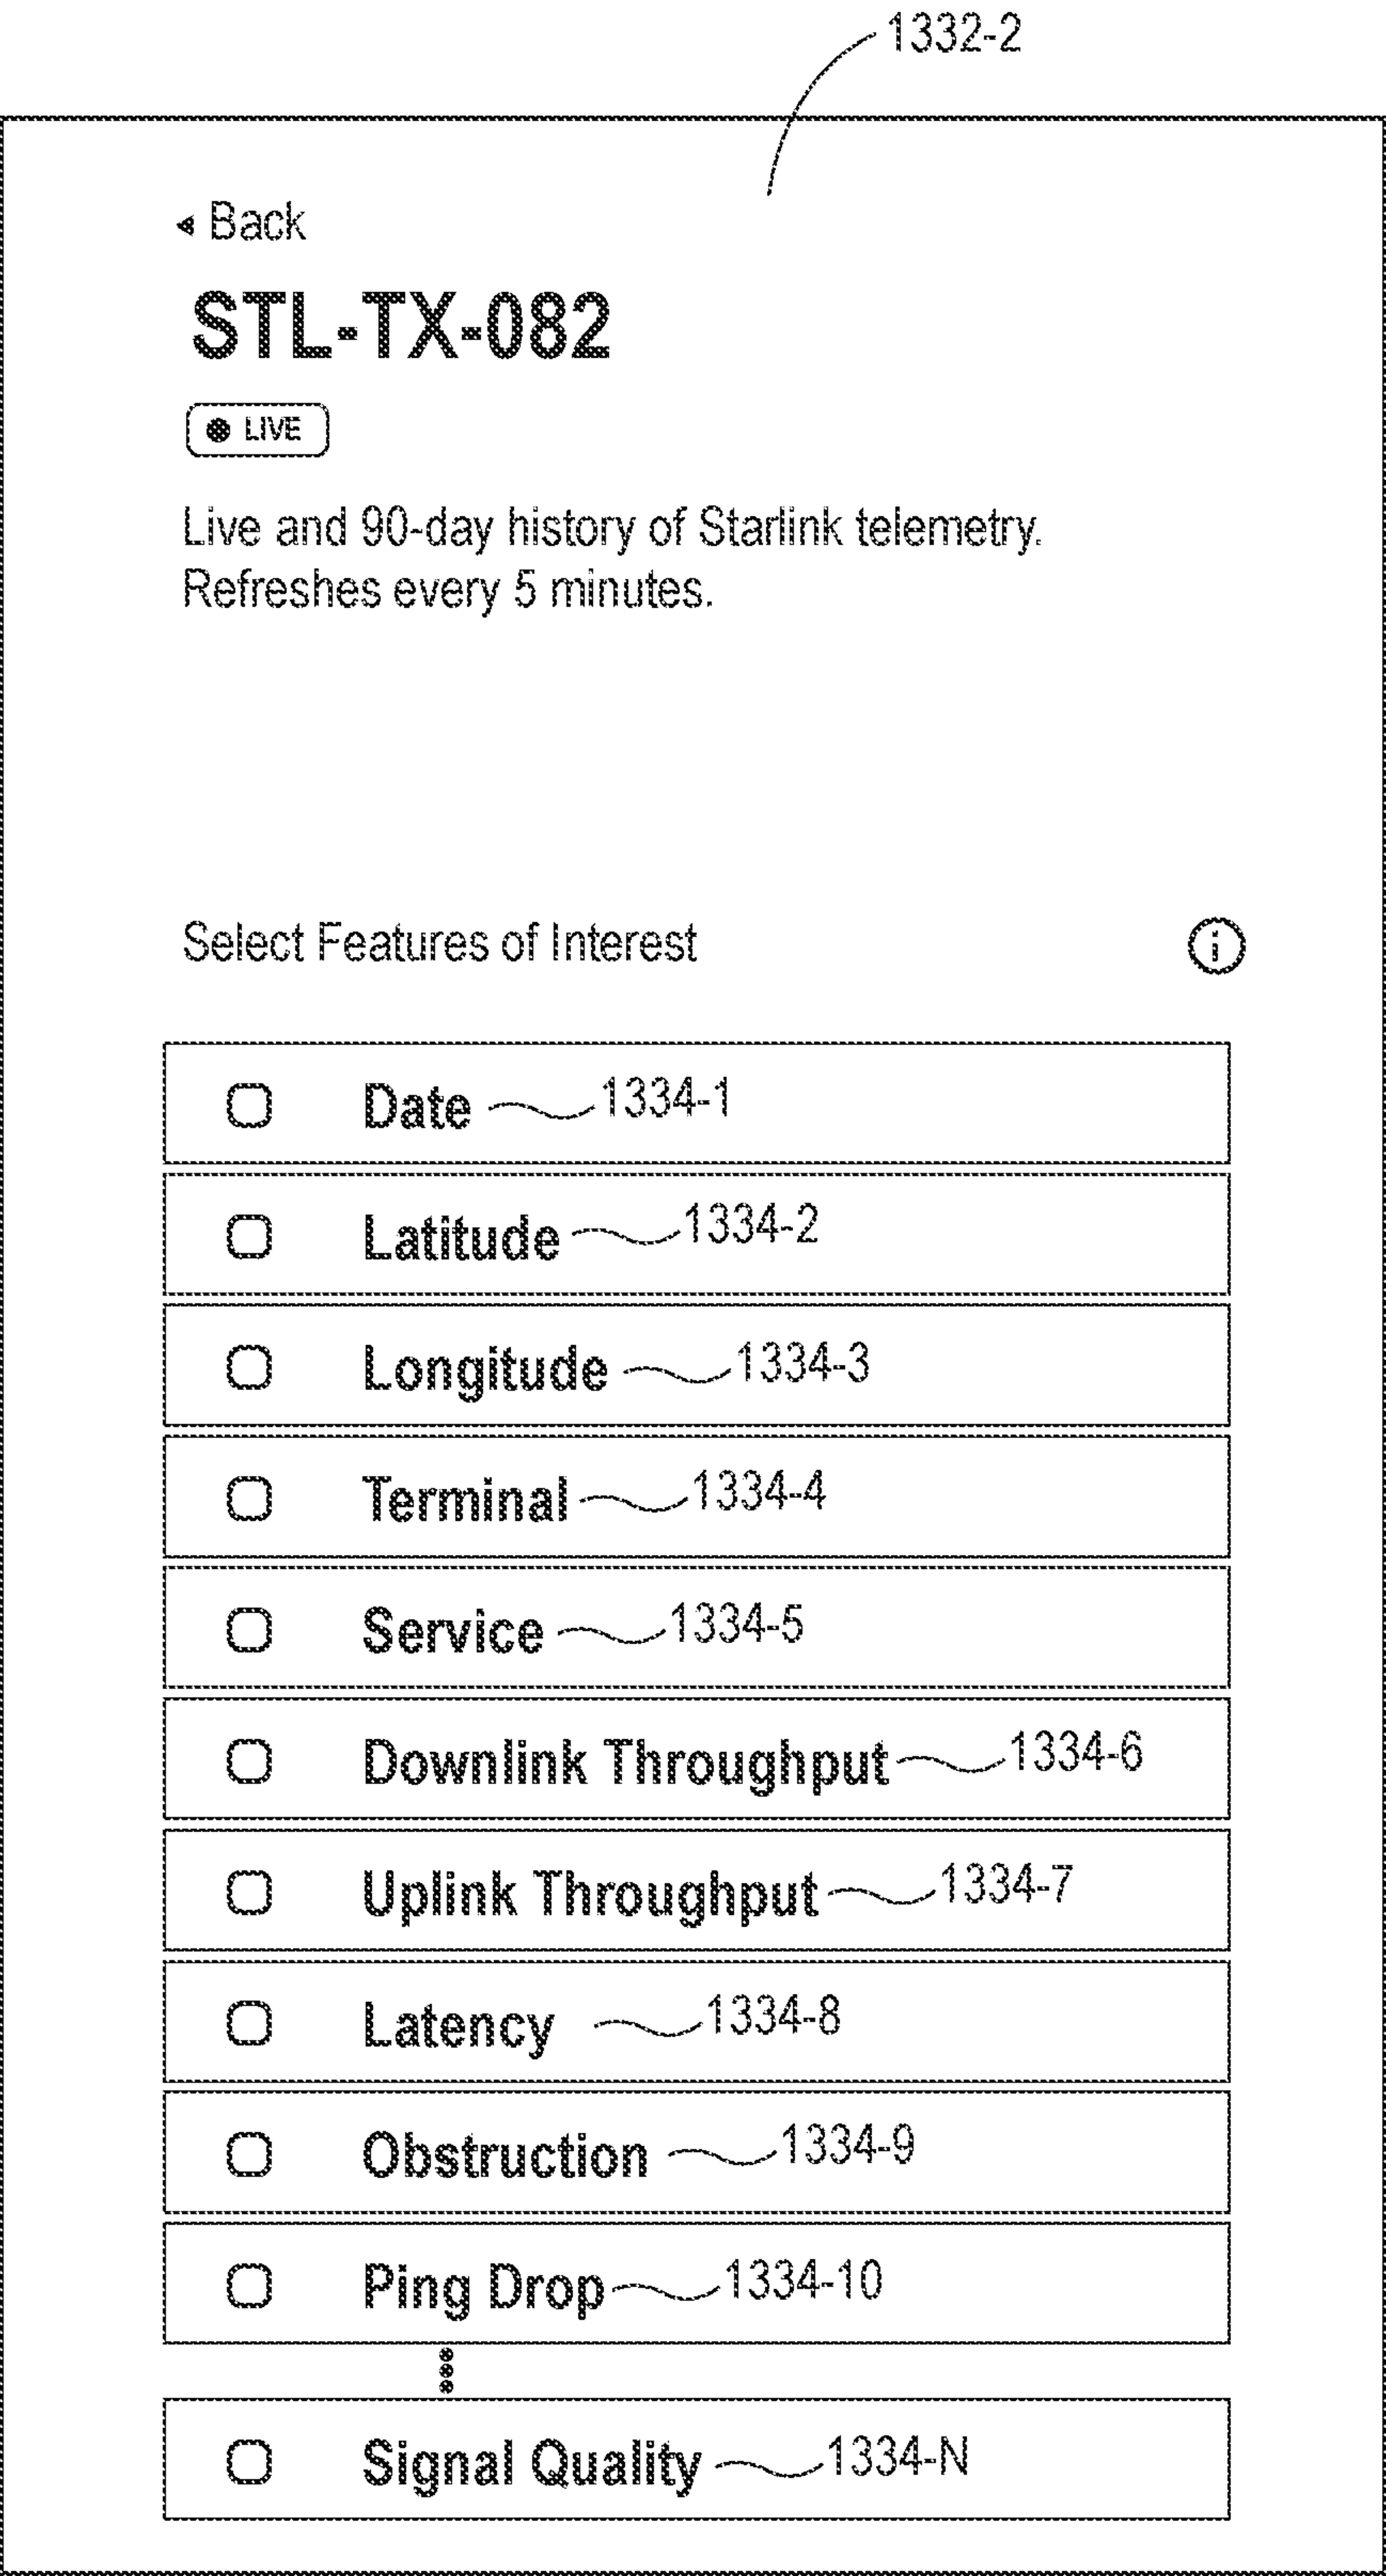 1332-2
Back
STL-TX-082
LIVE
Live and 90-day history of Starlink telemetry.
Refreshes every 5 minutes.
Select Features of Interest i
Date 1334-1
Latitude 1334-2
Longitude 1334-3
Terminal 1334-4
Service 1334-5
Downlink Throughput 1334-6
Uplink Throughput 1334-7
Latency 1334-8
Obstruction 1334-9
Ping Drop 1334-10
Signal Quality 1334-N